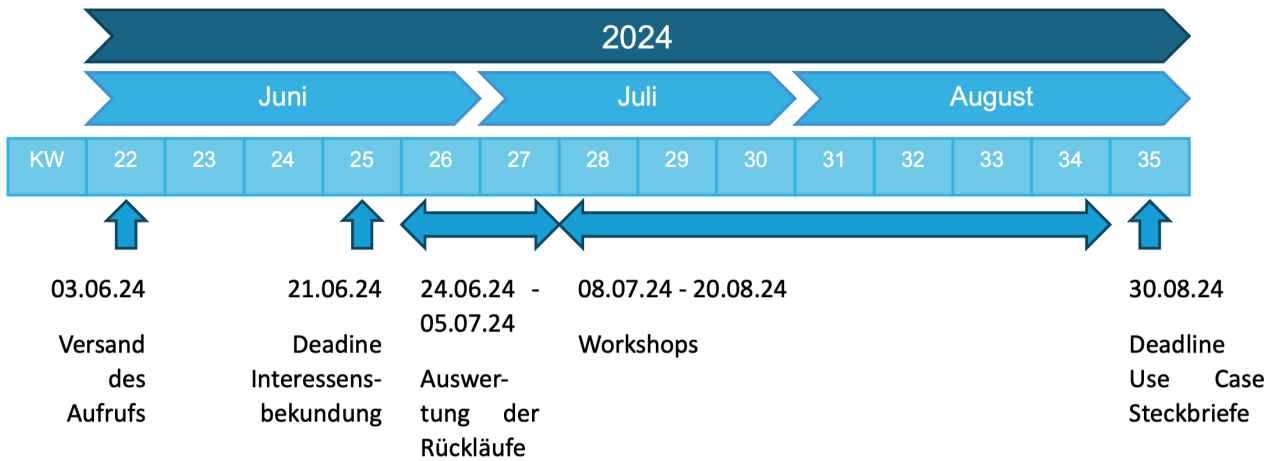 2024
Juni Juli August
KW 22 23 24 25 26 27 28 29 30 31 32 33 34 35
03.06.24
Versand
des
Aufrufs
21.06.24
Deadine
Interessens-
bekundung
24.06.24 -
05.07.24
Auswer-
tung der
Rückläufe
08.07.24 - 20.08.24
Workshops
30.08.24
Deadline
Use Case
Steckbriefe